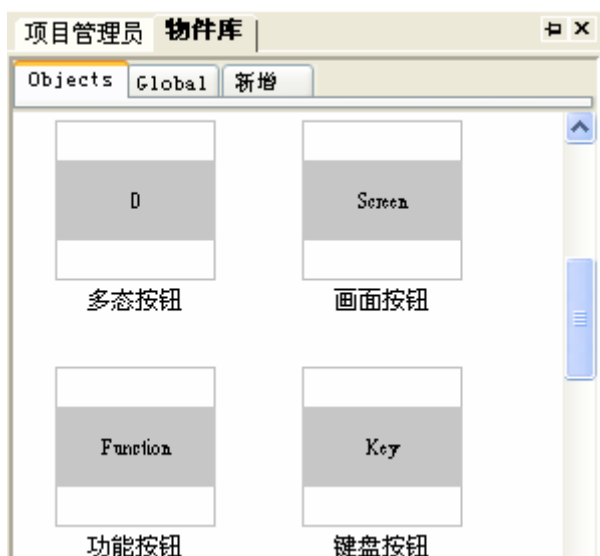 项目管理员 物件库
Objects Global 新增
D Screen
多态按钮 画面按钮
Function Key
功能按钮 键盘按钮